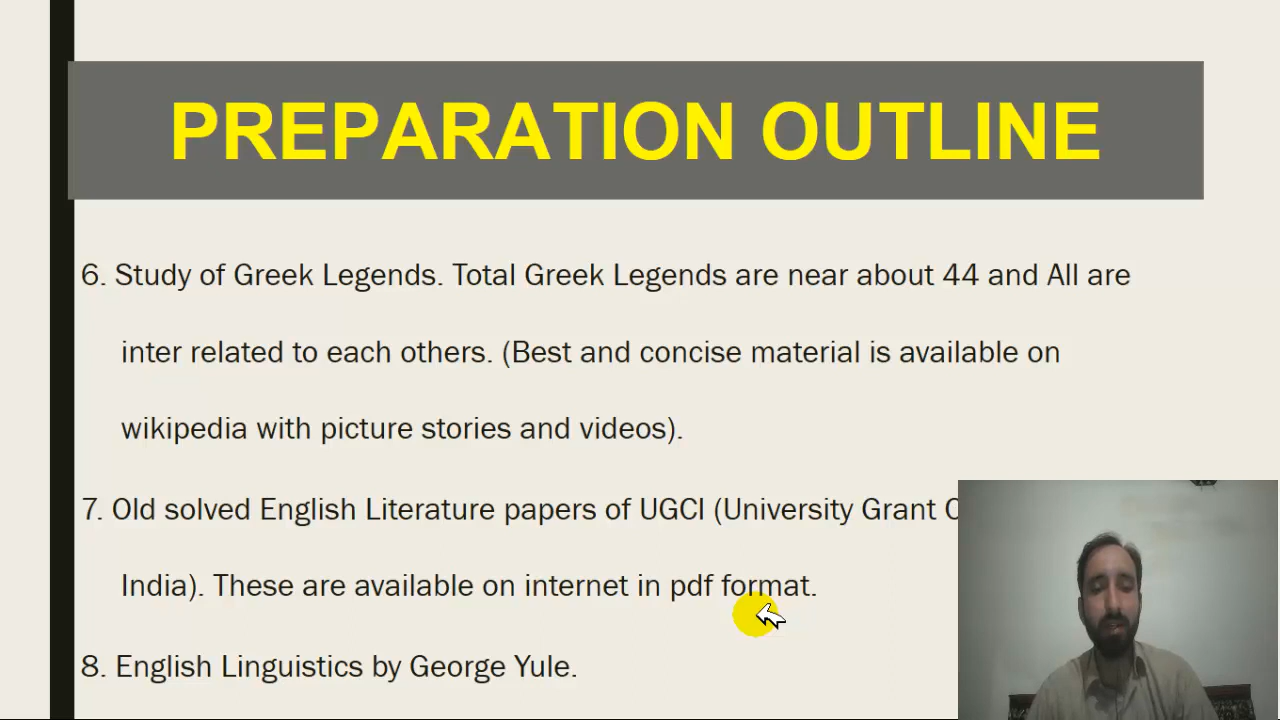 PREPARATION OUTLINE
6. Study of Greek Legends. Total Greek Legends are near about 44 and All are
inter related to each others. (Best and concise material is available on
wikipedia with picture stories and videos).
7. Old solved English Literature papers of UGCI (University Grant
India). These are available on internet in pdf format.
8. English Linguistics by George Yule.